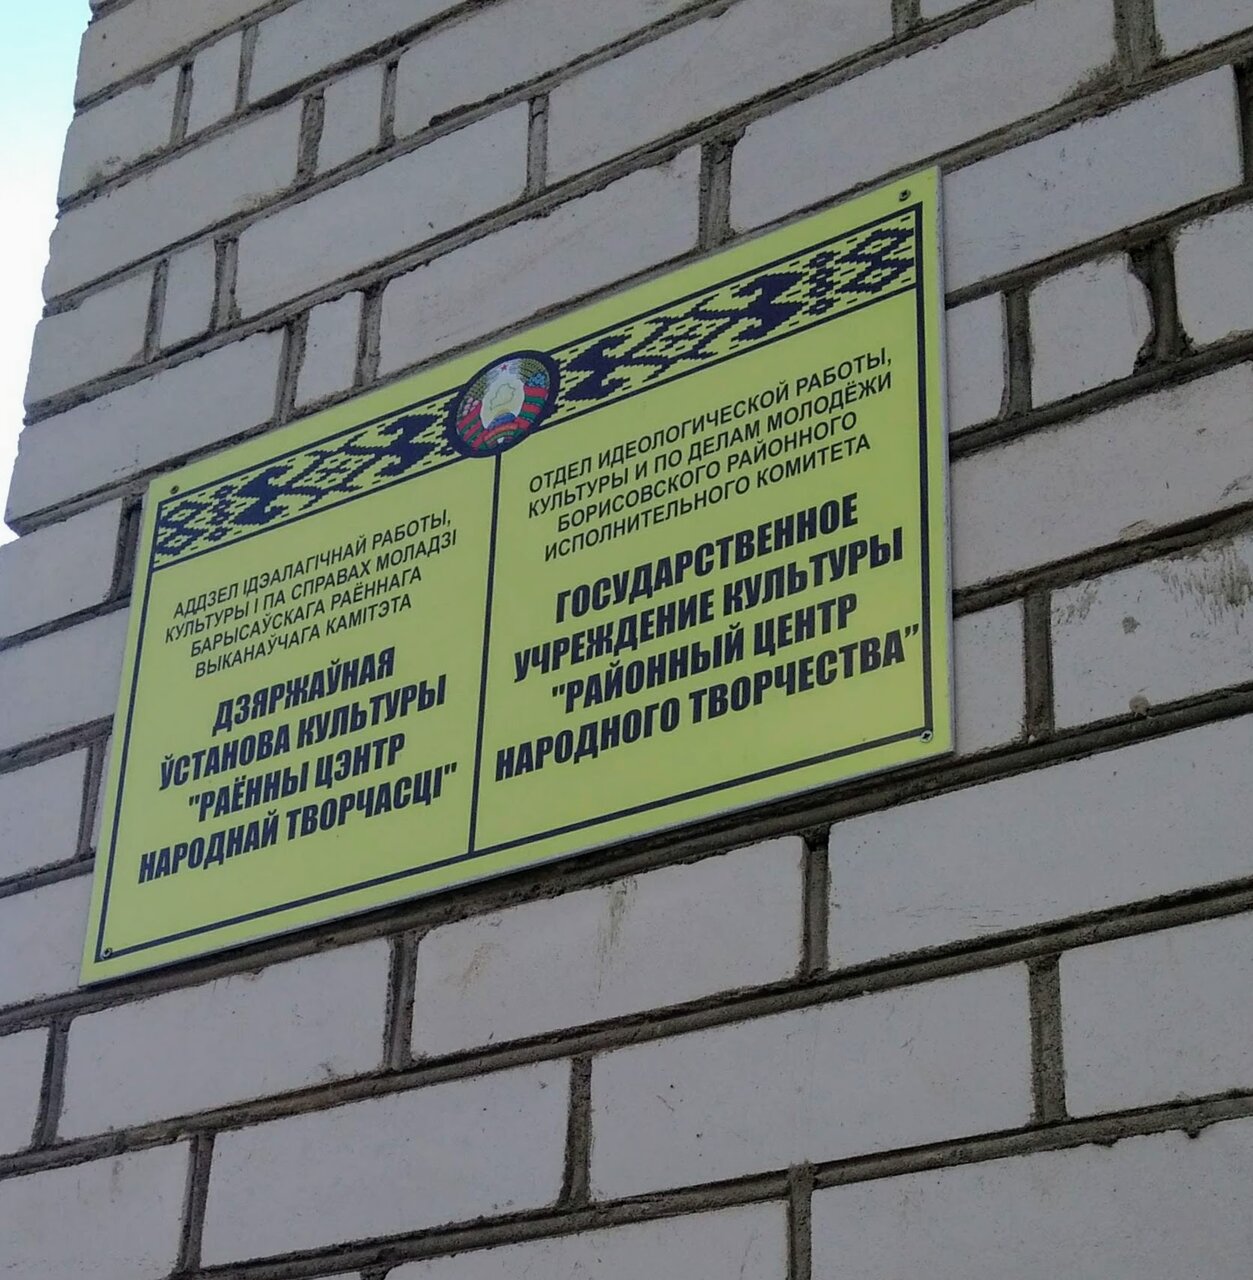 АДДЗЕЛ ІДЭАЛАГІЧНАЙ РАБОТЫ,
КУЛЬТУРЫ І ПА СПРАВАХ МОЛАДЗІ
БАРЫСАЎСКАГА РАЁННАГА
ВЫКАНАЎЧАГА КАМІТЭТА
ДЗЯРЖАЎНАЯ
ЎСТАНОВА КУЛЬТУРЫ
"РАЁННЫ ЦЭНТР
НАРОДНАЙ ТВОРЧАСЦІ"
ОТДЕЛ ИДЕОЛОГИЧЕСКОЙ РАБОТЫ,
КУЛЬТУРЫ И ПО ДЕЛАМ МОЛОДЁЖИ
БОРИСОВСКОГО РАЙОННОГО
ИСПОЛНИТЕЛЬНОГО КОМИТЕТА
ГОСУДАРСТВЕННОЕ
УЧРЕЖДЕНИЕ КУЛЬТУРЫ
"РАЙОННЫЙ ЦЕНТР
НАРОДНОГО ТВОРЧЕСТВА”